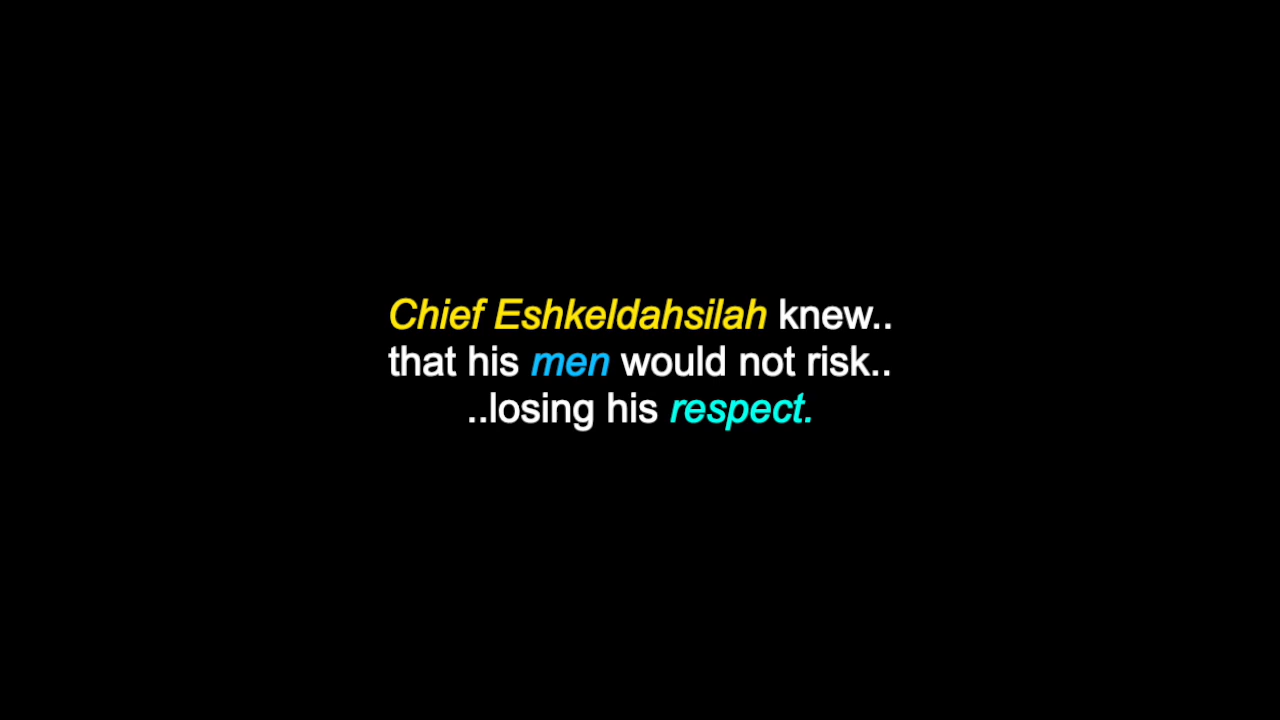 Chief Eshkeldahsilah knew..
that his men would not risk..
..losing his respect.